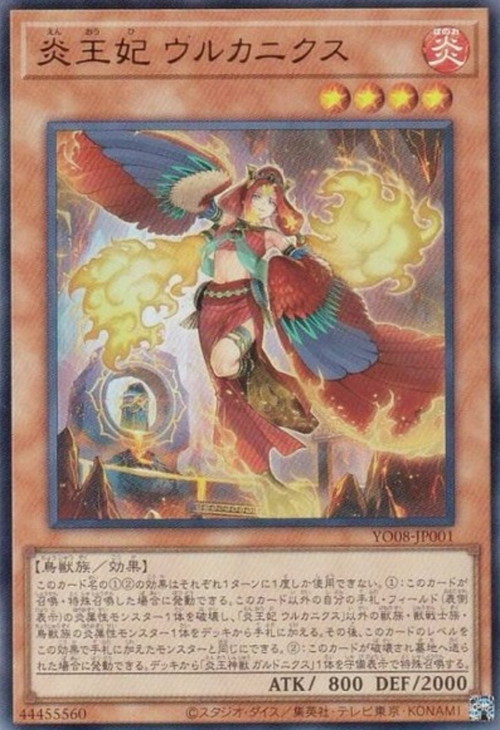 炎王妃 ウルカニクス
炎
【鳥獣族/効果】
このカード名の①②の効果はそれぞれ1ターンに1度しか使用できない。①:このカードが
召喚・特殊召喚した場合に発動できる。このカード以外の自分の手札・フィールド(表側
表示)の炎属性モンスター1体を破壊し、「炎王妃 ウルカニクス」以外の獣族・獣戦士族・
鳥獣族の炎属性モンスター1体をデッキから手札に加える。その後、このカードのレベルを
この効果で手札に加えたモンスターと同じにできる。②:このカードが破壊され墓地へ送ら
れた場合に発動できる。デッキから「炎王神獣 ガルドニクス」1体を守備表示で特殊召喚する。
ATK/ 800 DEF/2000
YO08-JP001
44455560
©スタジオ・ダイス/集英社・テレビ東京・KONAMI